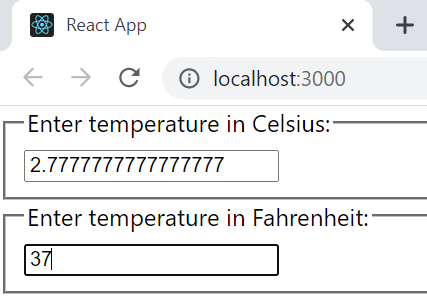 React App
localhost:3000
Enter temperature in Celsius:
2.7777777777777777
Enter temperature in Fahrenheit:
37